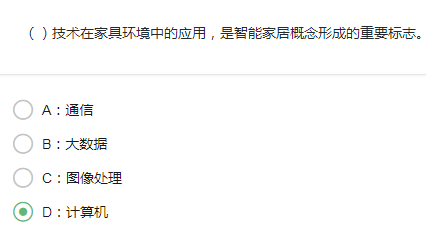 （ ）技术在家具环境中的应用，是智能家居概念形成的重要标志。
A：通信
B：大数据
C：图像处理
D：计算机